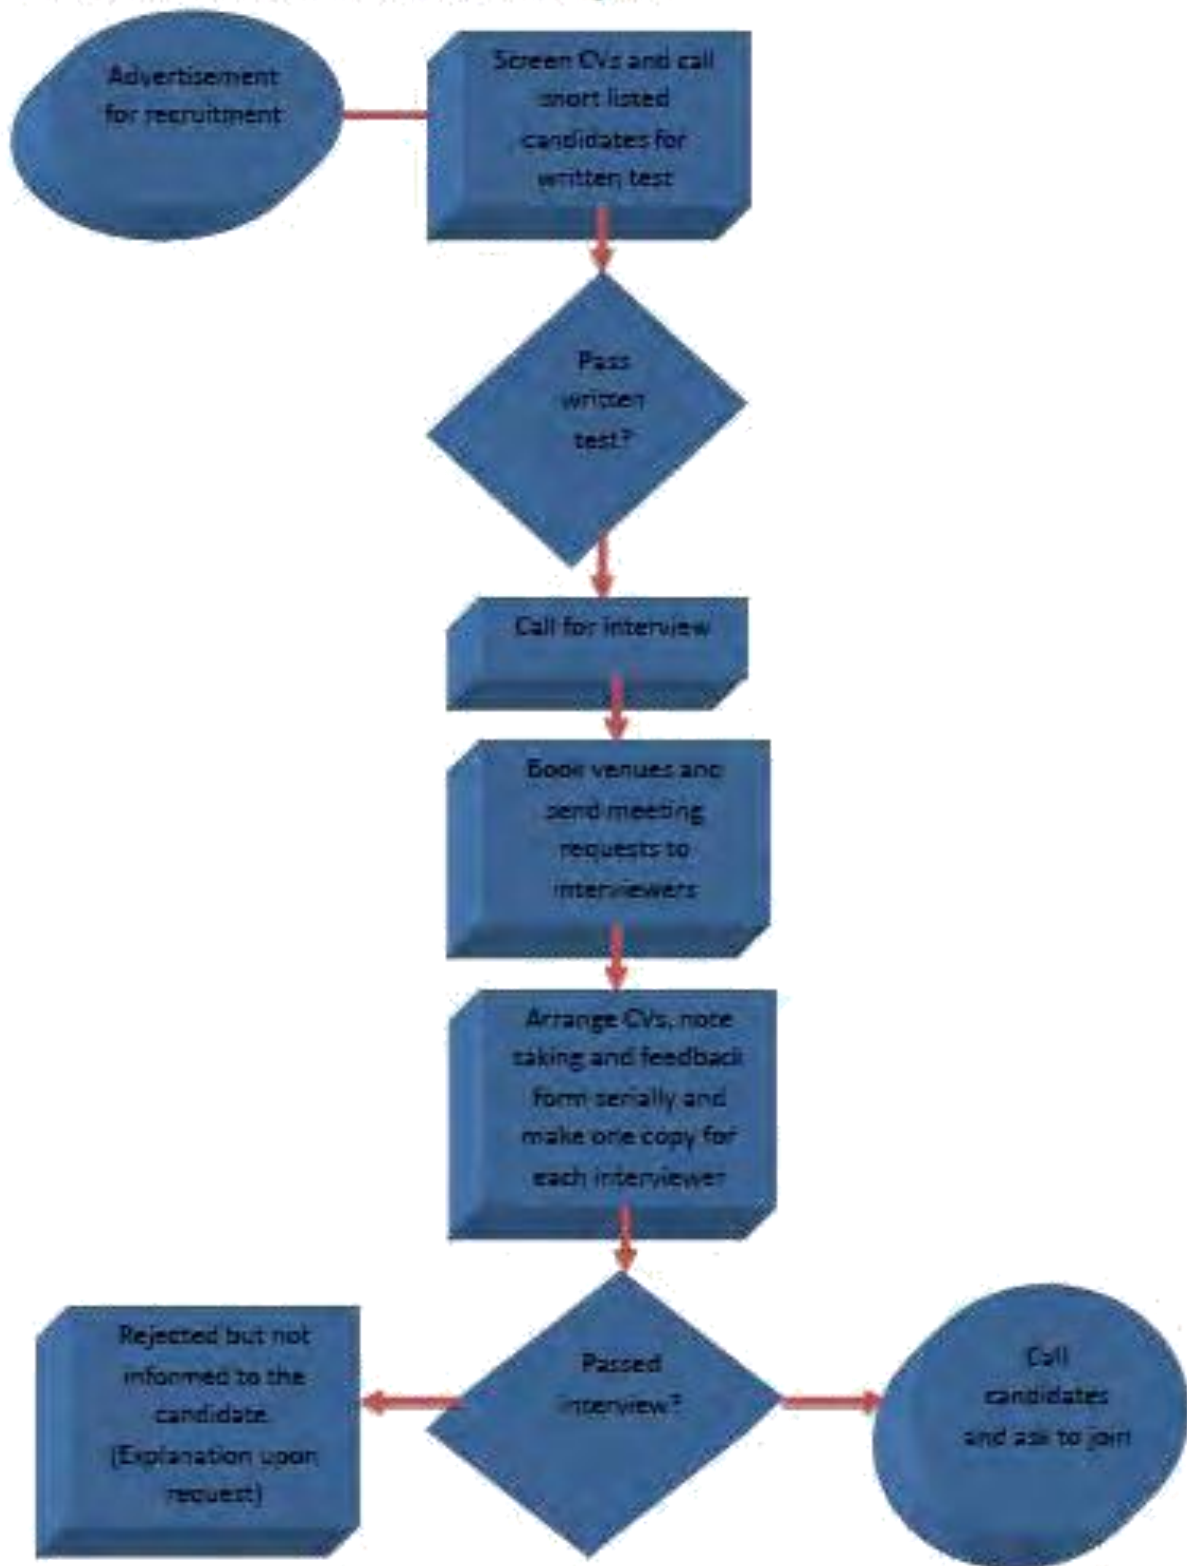 Advertisement
for recruitment
Screen CVs and call
short listed
candidates for
written test
Pass
written
test?
Call for interview
Book venues and
send meeting
requests to
interviewers
Arrange CVs, note
taking and feedback
form serially and
make one copy for
each interviewer
Passed
interview?
Rejected but not
informed to the
candidate.
(Explanation upon
request)
Call
candidates
and ask to join